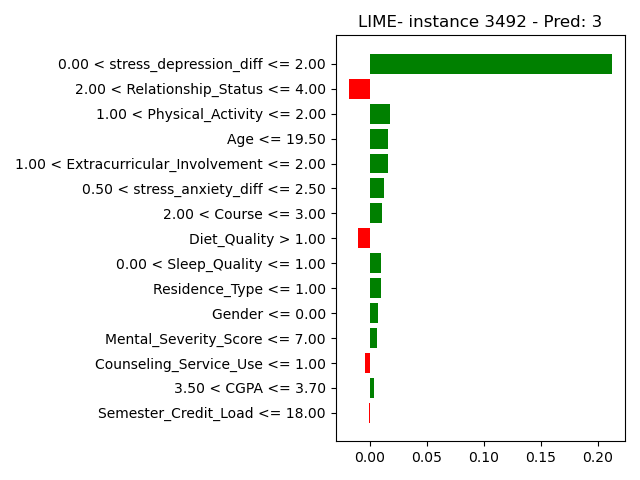 LIME- instance 3492 - Pred: 3
0.00 < stress_depression_diff <= 2.00
2.00 < Relationship_Status <= 4.00
1.00 < Physical_Activity <= 2.00
Age <= 19.50
1.00 < Extracurricular_Involvement <= 2.00
0.50 < stress_anxiety_diff <= 2.50
2.00 < Course <= 3.00
Diet_Quality > 1.00
0.00 < Sleep_Quality <= 1.00
Residence_Type <= 1.00
Gender <= 0.00
Mental_Severity_Score <= 7.00
Counseling_Service_Use <= 1.00
3.50 < CGPA <= 3.70
Semester_Credit_Load <= 18.00
0.00 0.05 0.10 0.15 0.20